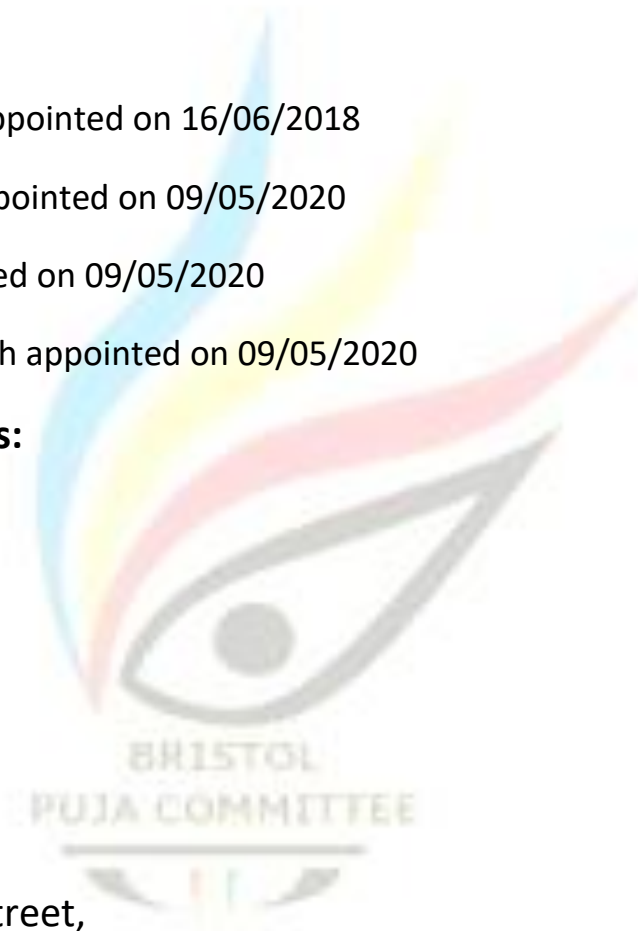 ppointed on 16/06/2018
pointed on 09/05/2020
ed on 09/05/2020
h appointed on 09/05/2020
s:
BRISTOL
PUJA COMMITTEE
treet,